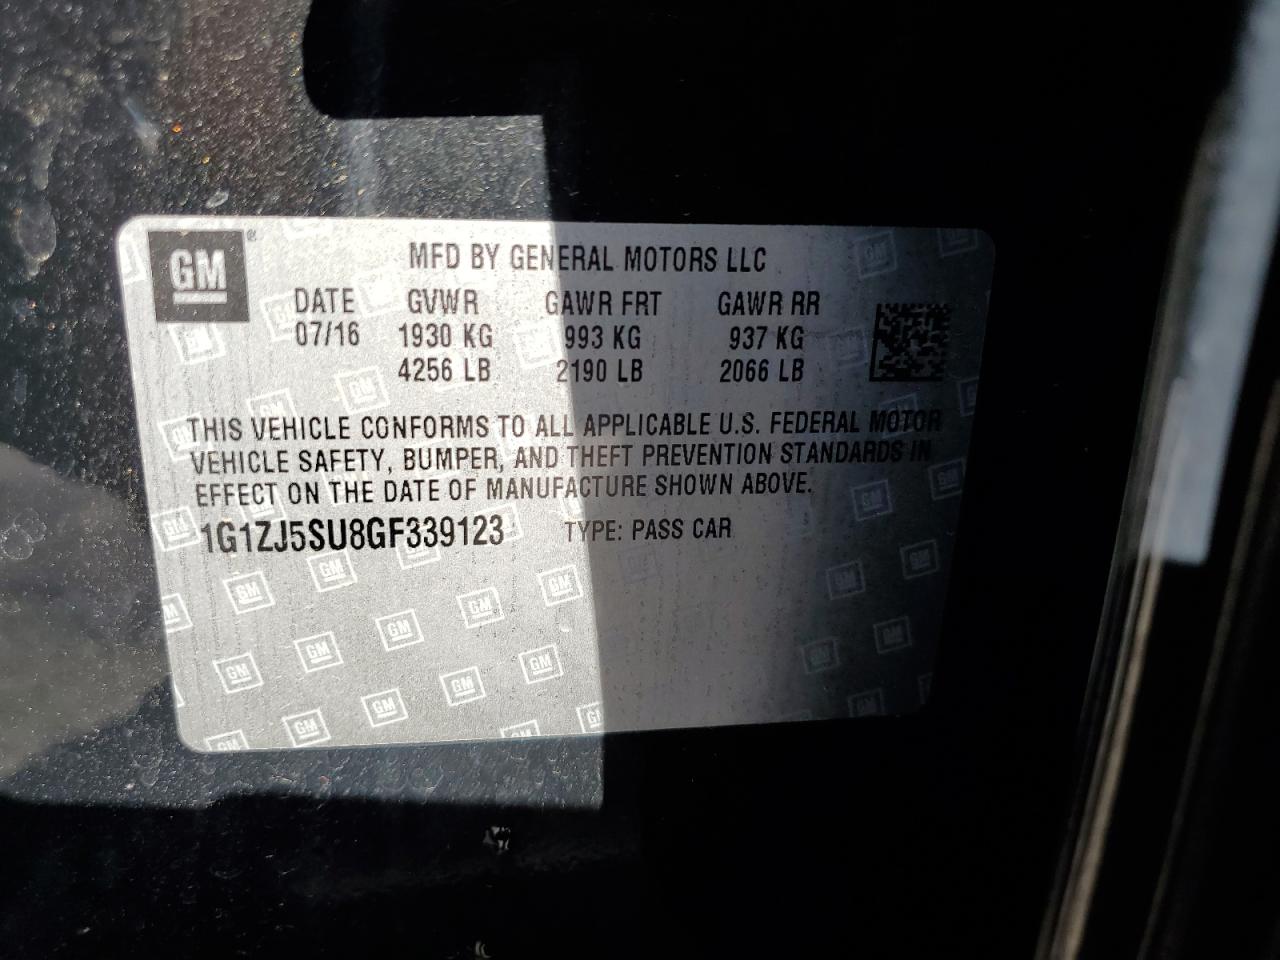 GM ®
MFD BY GENERAL MOTORS LLC
DATE GVWR GAWR FRT GAWR RR
07/16 1930 KG 993 KG 937 KG
4256 LB 2190 LB 2066 LB
THIS VEHICLE CONFORMS TO ALL APPLICABLE U.S. FEDERAL MOTOR
VEHICLE SAFETY, BUMPER, AND THEFT PREVENTION STANDARDS IN
EFFECT ON THE DATE OF MANUFACTURE SHOWN ABOVE.
1G1ZJ5SU8GF339123 TYPE: PASS CAR